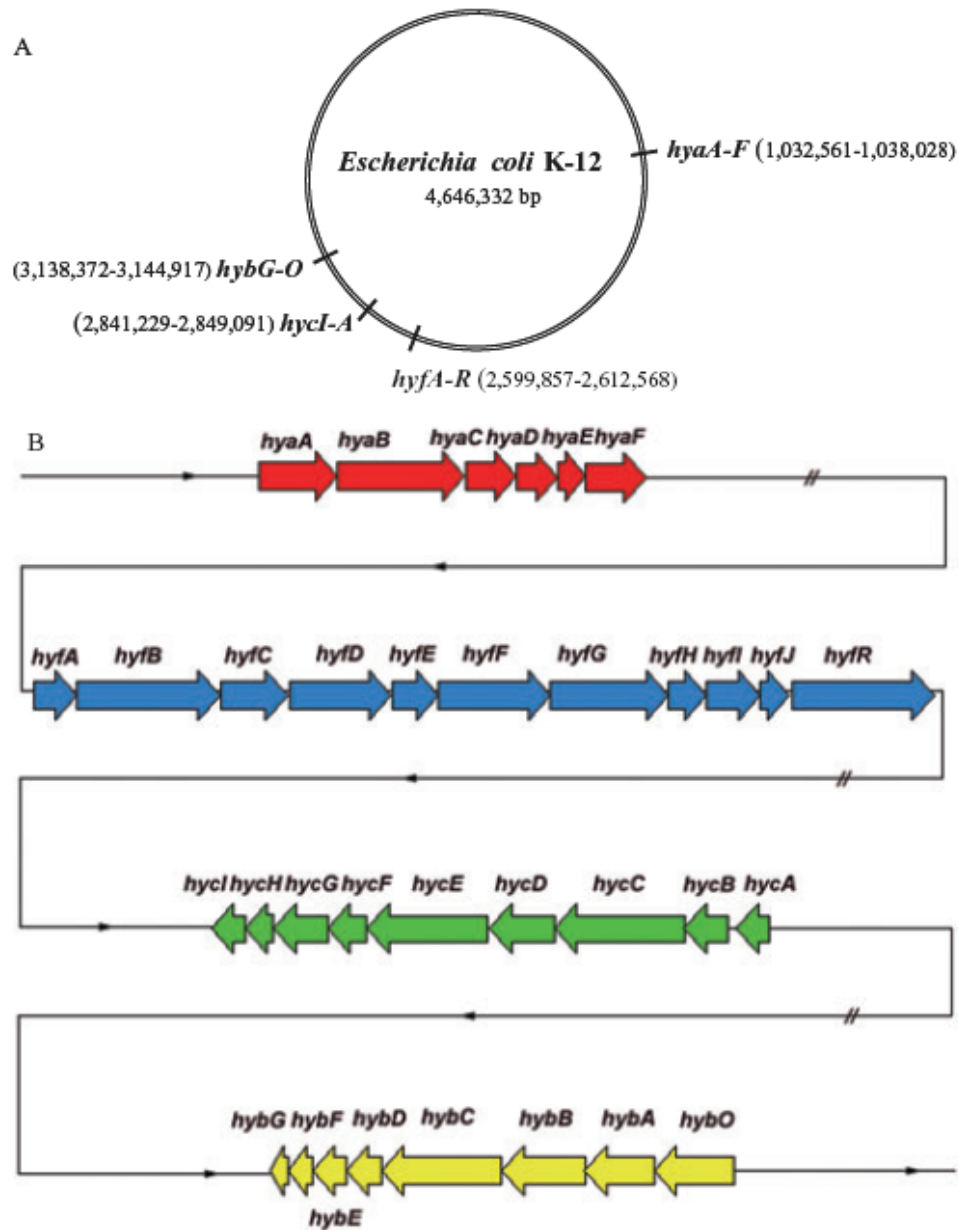 A
Escherichia coli K-12
4,646,332 bp
hyaA-F (1,032,561-1,038,028)
(3,138,372-3,144,917) hybG-O
(2,841,229-2,849,091) hycI-A
hyfA-R (2,599,857-2,612,568)
B
hyaA hyaB hyaC hyaD hyaE hyaF
hyfA hyfB hyfC hyfD hyfE hyfF hyfG hyfH hyfI hyfJ hyfR
hycI hycH hycG hycF hycE hycD hycC hycB hycA
hybG hybF hybD hybC hybB hybA hybO
hybE